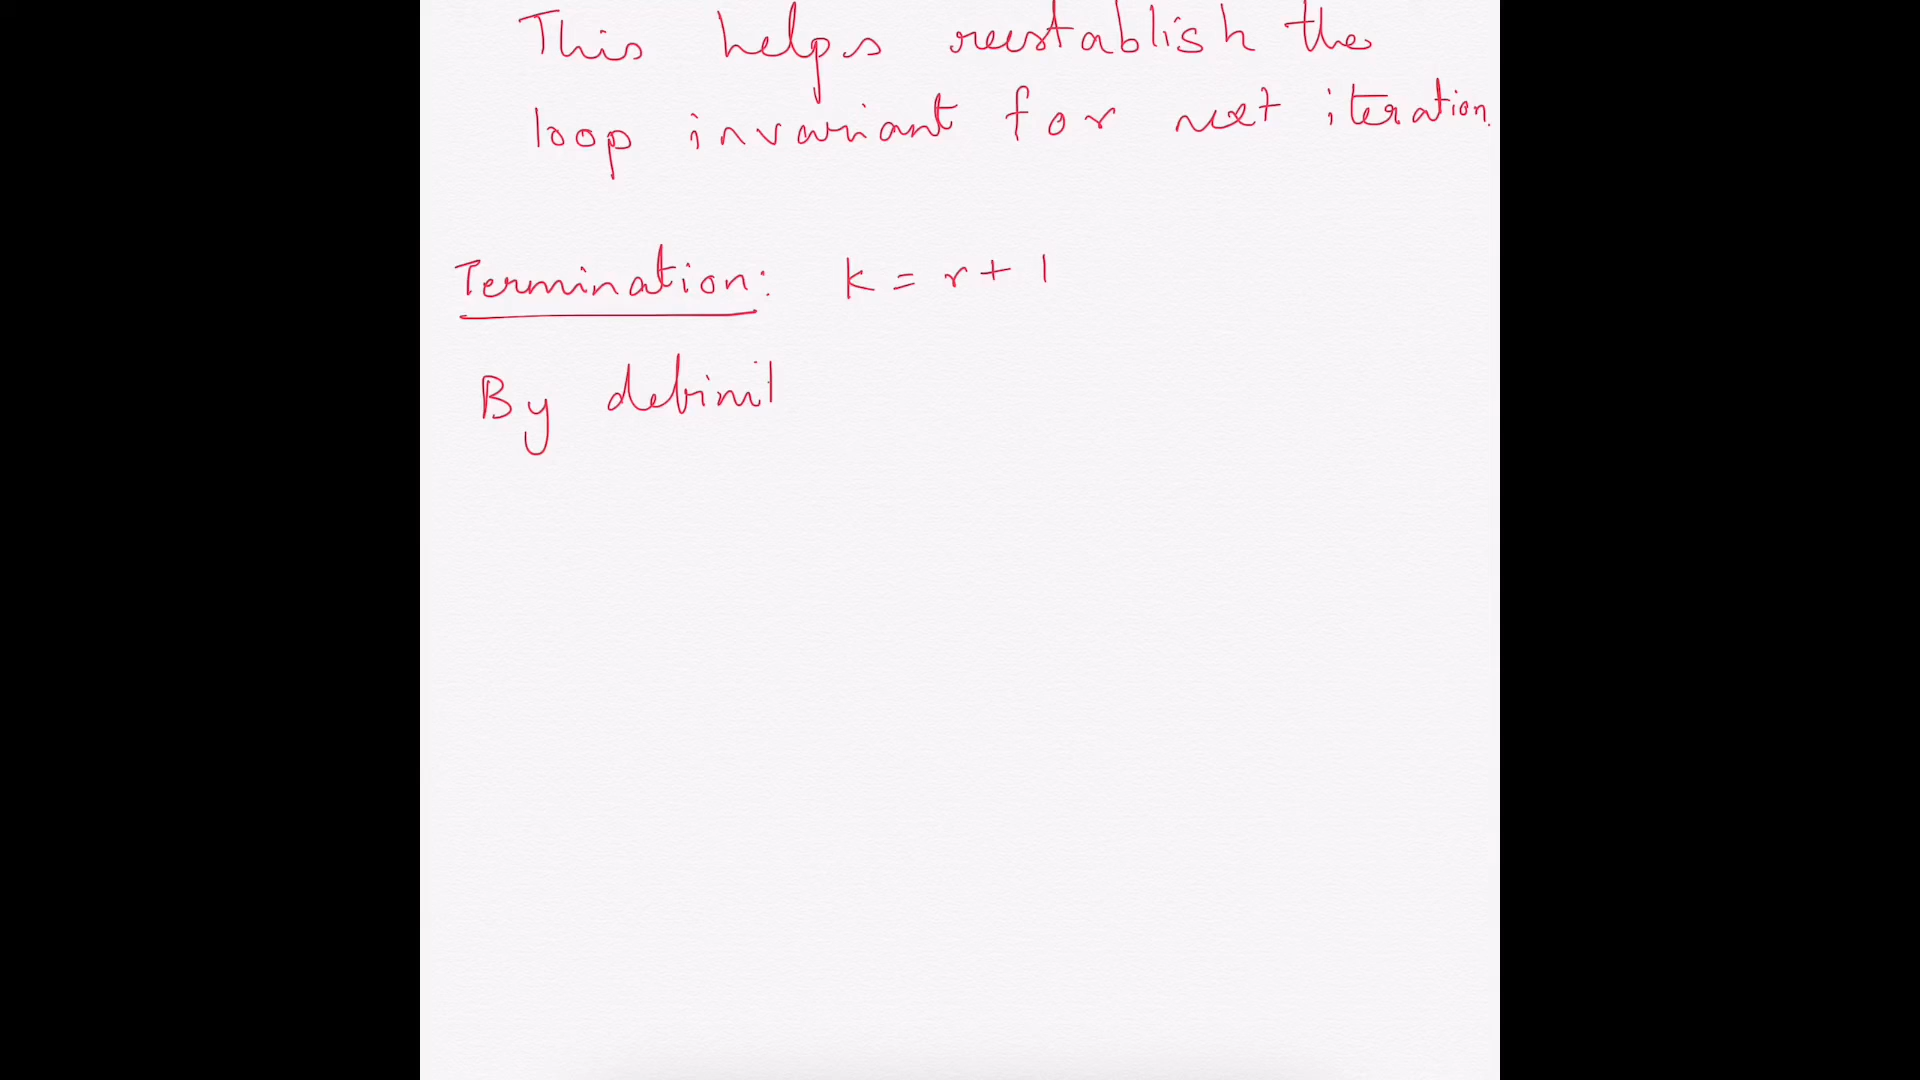 This helps reestablish the
loop invariant for next iteration.
Termination: k = r + 1
By definit